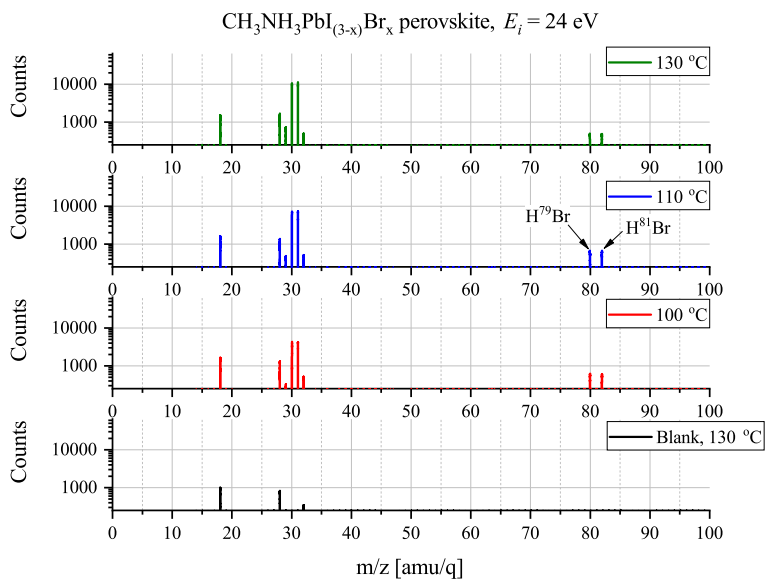 CH₃NH₃PbI₍₃₋ₓ₎Brₓ perovskite, Eᵢ = 24 eV
Counts
10000
1000
130 °C
0 10 20 30 40 50 60 70 80 90 100
Counts
10000
1000
110 °C
H⁷⁹Br
H⁸¹Br
0 10 20 30 40 50 60 70 80 90 100
Counts
10000
1000
100 °C
0 10 20 30 40 50 60 70 80 90 100
Counts
10000
1000
Blank, 130 °C
0 10 20 30 40 50 60 70 80 90 100
m/z [amu/q]